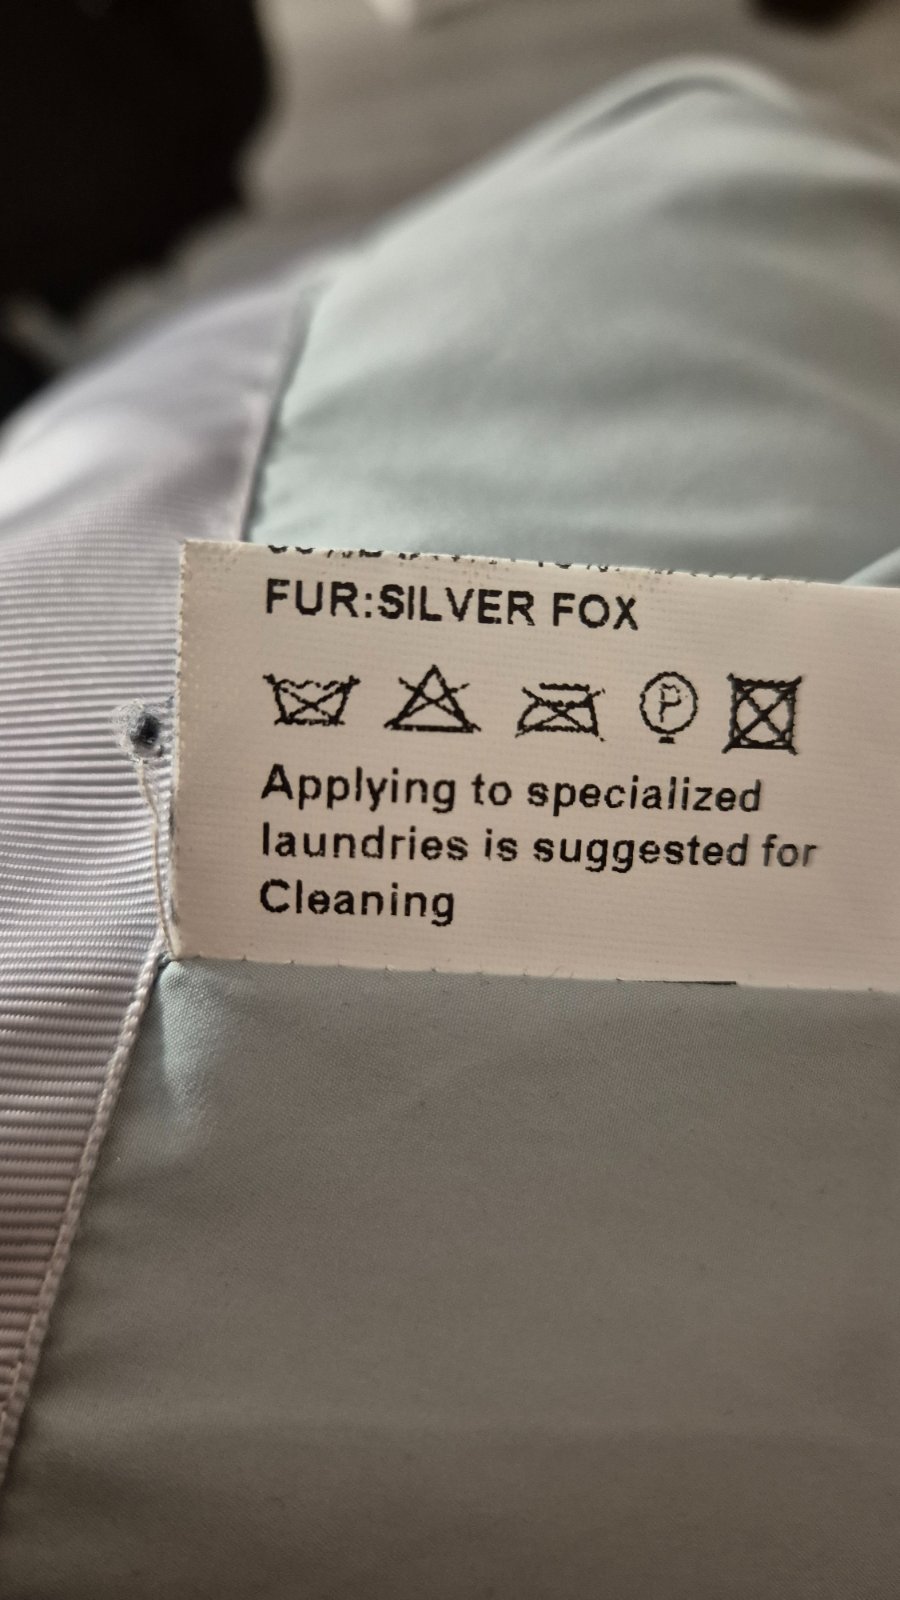 FUR:SILVER FOX
P
Applying to specialized
laundries is suggested for
Cleaning